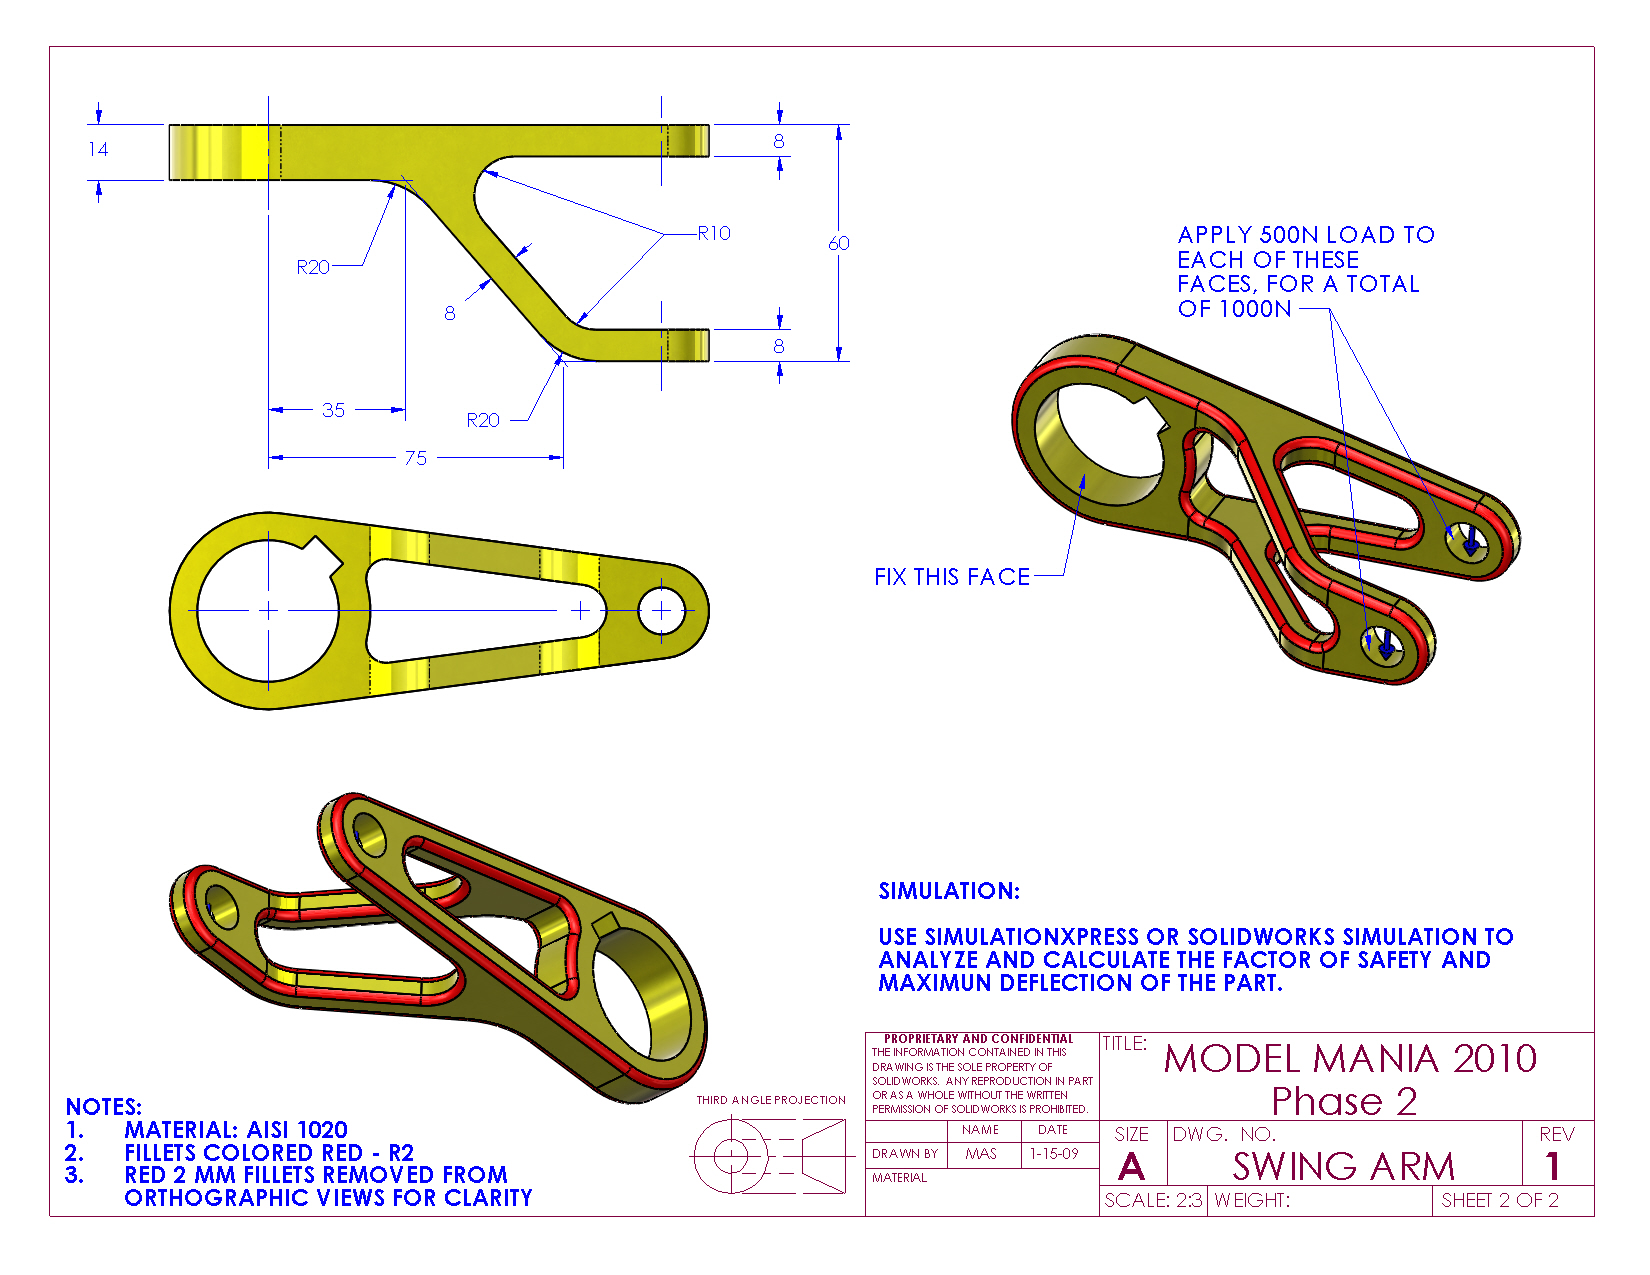 14
8
R10
60
R20
8
8
35
R20
75
APPLY 500N LOAD TO
EACH OF THESE
FACES, FOR A TOTAL
OF 1000N
FIX THIS FACE
SIMULATION:
USE SIMULATIONXPRESS OR SOLIDWORKS SIMULATION TO
ANALYZE AND CALCULATE THE FACTOR OF SAFETY AND
MAXIMUN DEFLECTION OF THE PART.
NOTES:
1. MATERIAL: AISI 1020
2. FILLETS COLORED RED - R2
3. RED 2 MM FILLETS REMOVED FROM
ORTHOGRAPHIC VIEWS FOR CLARITY
THIRD ANGLE PROJECTION
PROPRIETARY AND CONFIDENTIAL
THE INFORMATION CONTAINED IN THIS
DRAWING IS THE SOLE PROPERTY OF
SOLIDWORKS. ANY REPRODUCTION IN PART
OR AS A WHOLE WITHOUT THE WRITTEN
PERMISSION OF SOLIDWORKS IS PROHIBITED.
NAME DATE
DRAWN BY MAS 1-15-09
MATERIAL
TITLE:
MODEL MANIA 2010
Phase 2
SIZE DWG. NO. REV
A SWING ARM 1
SCALE: 2:3 WEIGHT: SHEET 2 OF 2